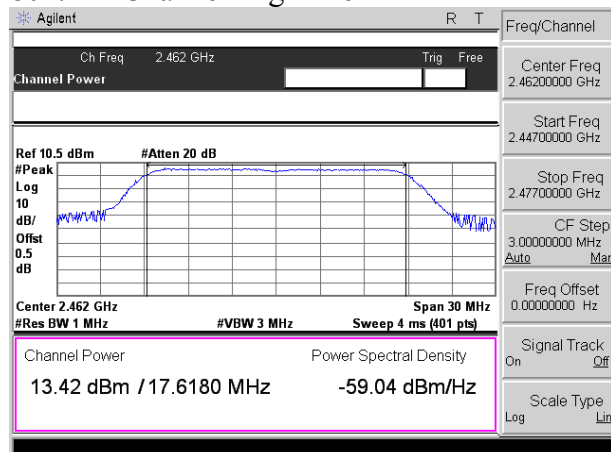 Agilent R T
Freq/Channel
Ch Freq 2.462 GHz Trig Free
Channel Power
Center Freq
2.46200000 GHz
Start Freq
2.44700000 GHz
Ref 10.5 dBm #Atten 20 dB
#Peak
Log
10
dB/
Offst
0.5
dB
Stop Freq
2.47700000 GHz
CF Step
3.00000000 MHz
Auto Man
Freq Offset
0.00000000 Hz
Center 2.462 GHz Span 30 MHz
#Res BW 1 MHz #VBW 3 MHz Sweep 4 ms (401 pts)
Signal Track
On Off
Channel Power Power Spectral Density
13.42 dBm / 17.6180 MHz -59.04 dBm/Hz
Scale Type
Log Lin